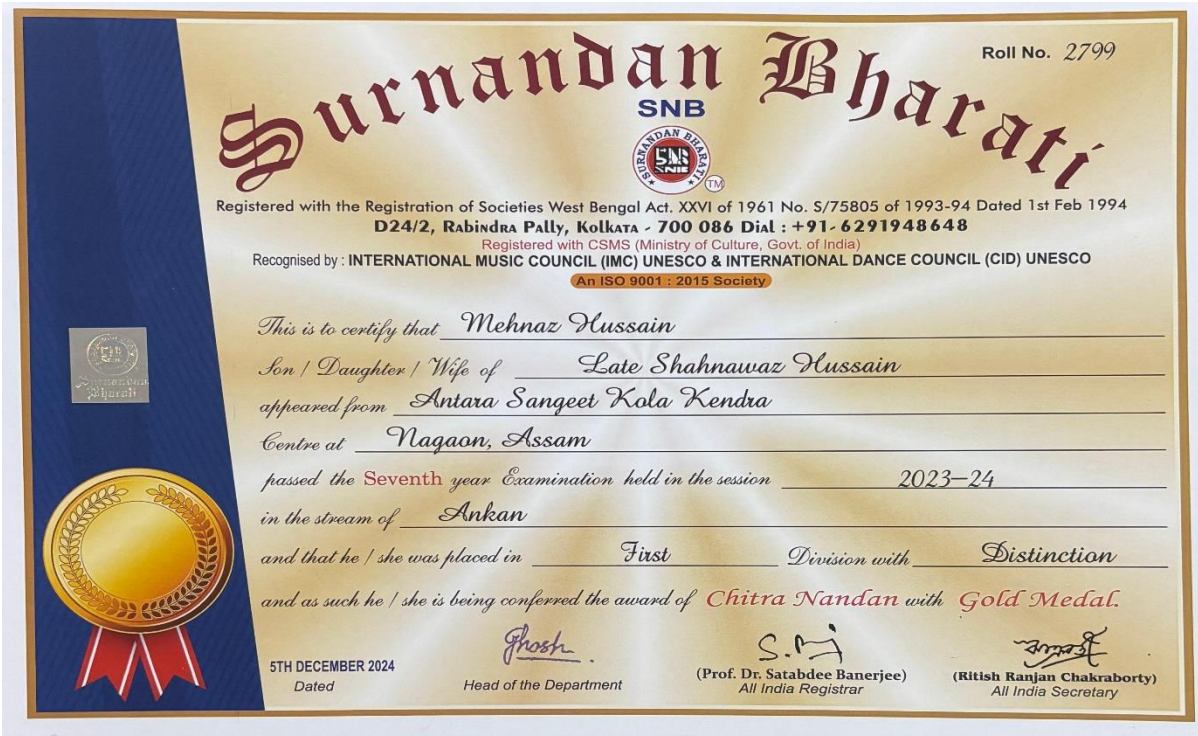 Roll No. 2799
Surnandan Bharati
SNB
SURNANDAN BHARATI
SNB
TM
Registered with the Registration of Societies West Bengal Act. XXVI of 1961 No. S/75805 of 1993-94 Dated 1st Feb 1994
D24/2, Rabindra Pally, Kolkata - 700 086 Dial : +91- 6291948648
Registered with CSMS (Ministry of Culture, Govt. of India)
Recognised by : INTERNATIONAL MUSIC COUNCIL (IMC) UNESCO & INTERNATIONAL DANCE COUNCIL (CID) UNESCO
An ISO 9001 : 2015 Society
This is to certify that Mehnaz Hussain
Son / Daughter / Wife of Late Shahnawaz Hussain
appeared from Antara Sangeet Kola Kendra
Centre at Nagaon, Assam
passed the Seventh year Examination held in the session 2023-24
in the stream of Ankan
and that he / she was placed in First Division with Distinction
and as such he / she is being conferred the award of Chitra Nandan with Gold Medal.
Surnandan
Bharati
Ghosh
5TH DECEMBER 2024
Dated
Head of the Department
(Prof. Dr. Satabdee Banerjee)
All India Registrar
(Ritish Ranjan Chakraborty)
All India Secretary